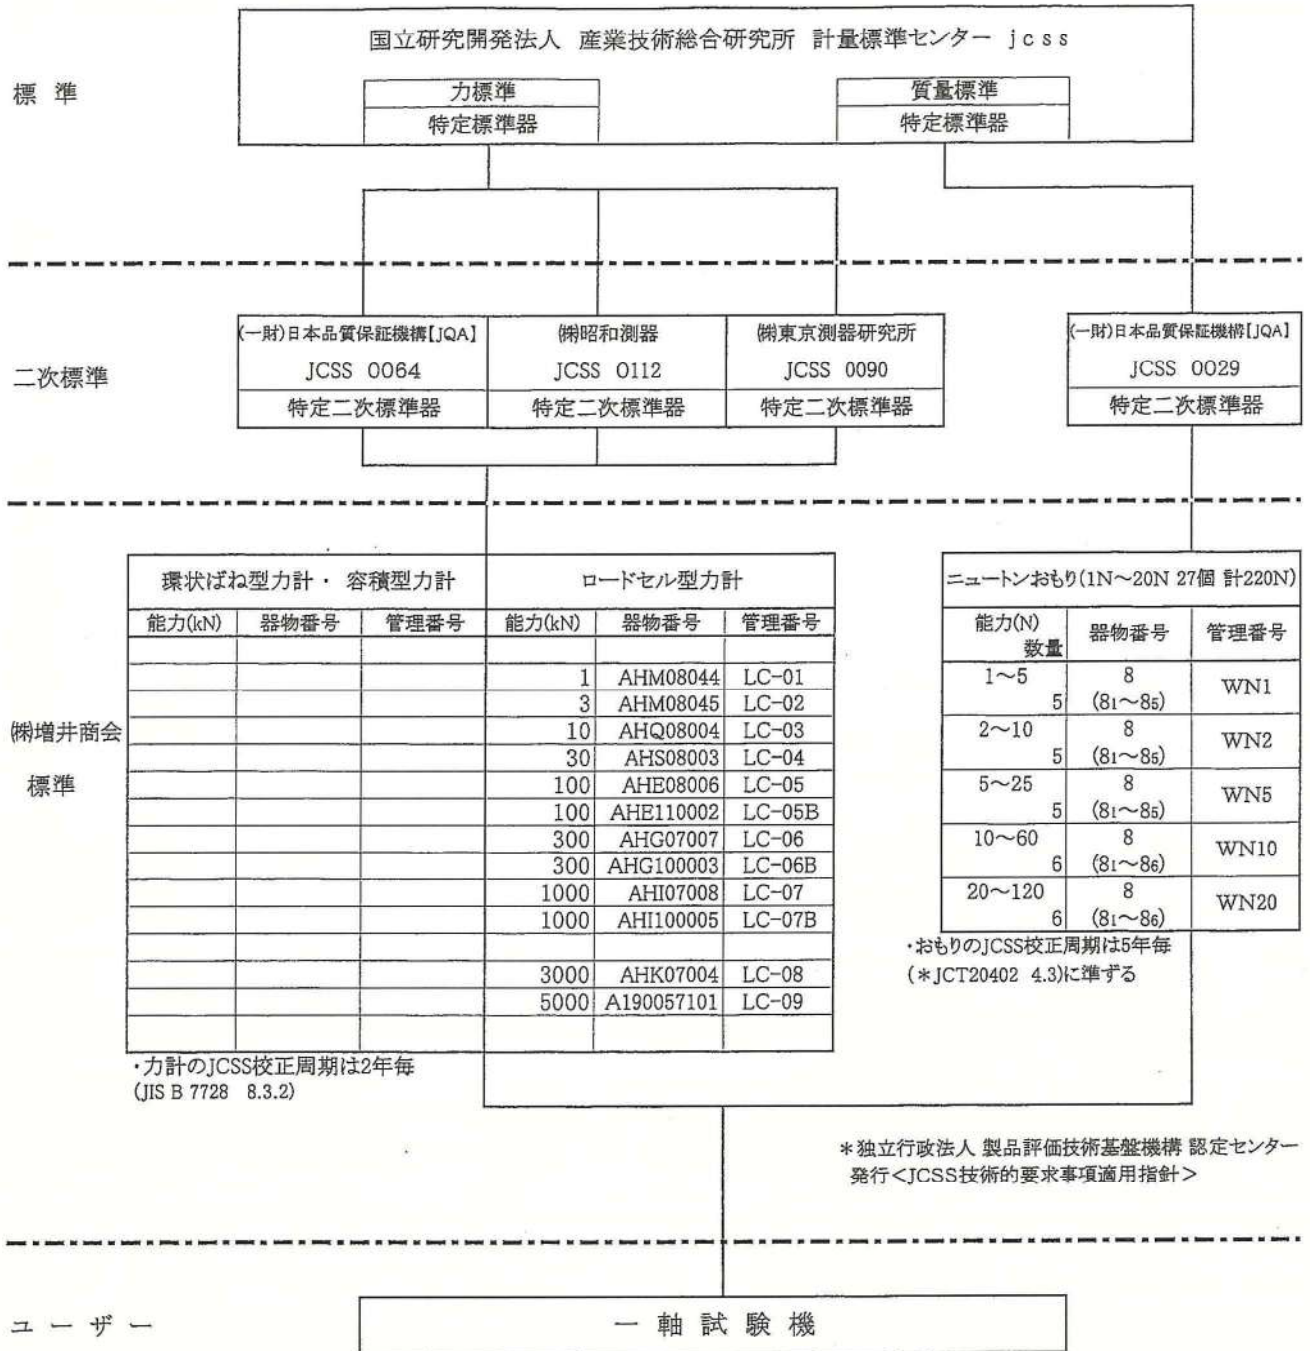 国立研究開発法人 産業技術総合研究所 計量標準センター jcss
標準
力標準
特定標準器
質量標準
特定標準器
二次標準
(一財)日本品質保証機構【JQA】
JCSS 0064
特定二次標準器
㈱昭和測器
JCSS 0112
特定二次標準器
㈱東京測器研究所
JCSS 0090
特定二次標準器
(一財)日本品質保証機構【JQA】
JCSS 0029
特定二次標準器
㈱増井商会
標準
環状ばね型力計・容積型力計 ロードセル型力計
能力(kN) 器物番号 管理番号 能力(kN) 器物番号 管理番号
1 AHM08044 LC-01
3 AHM08045 LC-02
10 AHQ08004 LC-03
30 AHS08003 LC-04
100 AHE08006 LC-05
100 AHE110002 LC-05B
300 AHG07007 LC-06
300 AHG100003 LC-06B
1000 AHI07008 LC-07
1000 AHI100005 LC-07B
3000 AHK07004 LC-08
5000 A190057101 LC-09
・力計のJCSS校正周期は2年毎
(JIS B 7728 8.3.2)
ニュートンおもり(1N～20N 27個 計220N)
能力(N) 数量 器物番号 管理番号
1～5 5 8 (81～85) WN1
2～10 5 8 (81～85) WN2
5～25 5 8 (81～85) WN5
10～60 6 8 (81～86) WN10
20～120 6 8 (81～86) WN20
・おもりのJCSS校正周期は5年毎
(＊JCT20402 4.3)に準ずる
＊独立行政法人 製品評価技術基盤機構 認定センター
発行＜JCSS技術的要求事項適用指針＞
ユーザー
一軸試験機